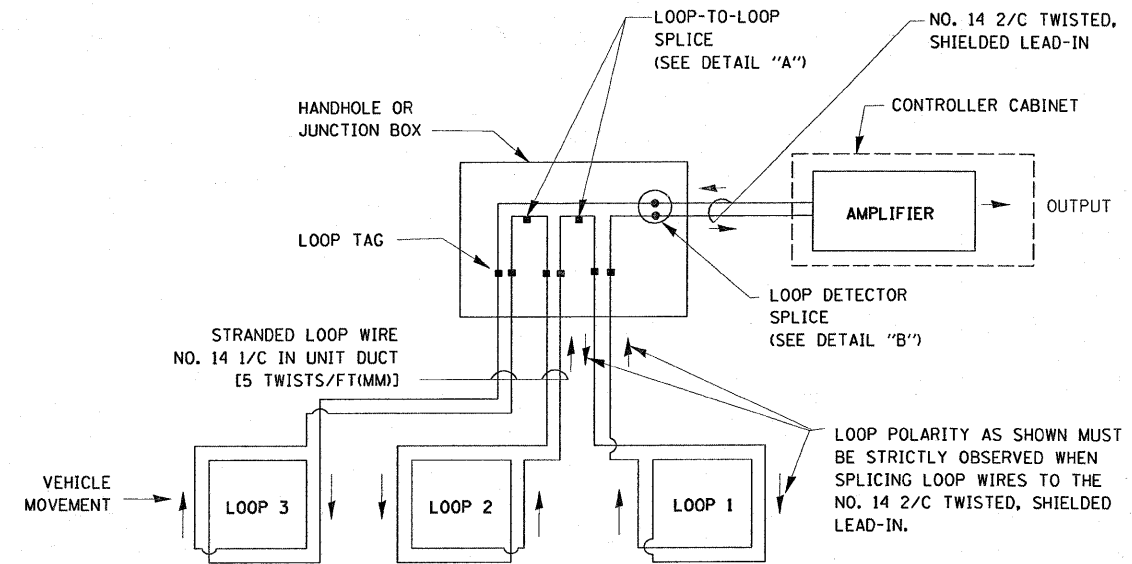 LOOP-TO-LOOP
SPLICE
(SEE DETAIL "A")
NO. 14 2/C TWISTED,
SHIELDED LEAD-IN
HANDHOLE OR
JUNCTION BOX
CONTROLLER CABINET
AMPLIFIER
OUTPUT
LOOP TAG
LOOP DETECTOR
SPLICE
(SEE DETAIL "B")
STRANDED LOOP WIRE
NO. 14 1/C IN UNIT DUCT
[5 TWISTS/FT(MM)]
VEHICLE
MOVEMENT
LOOP 3
LOOP 2
LOOP 1
LOOP POLARITY AS SHOWN MUST
BE STRICTLY OBSERVED WHEN
SPLICING LOOP WIRES TO THE
NO. 14 2/C TWISTED, SHIELDED
LEAD-IN.